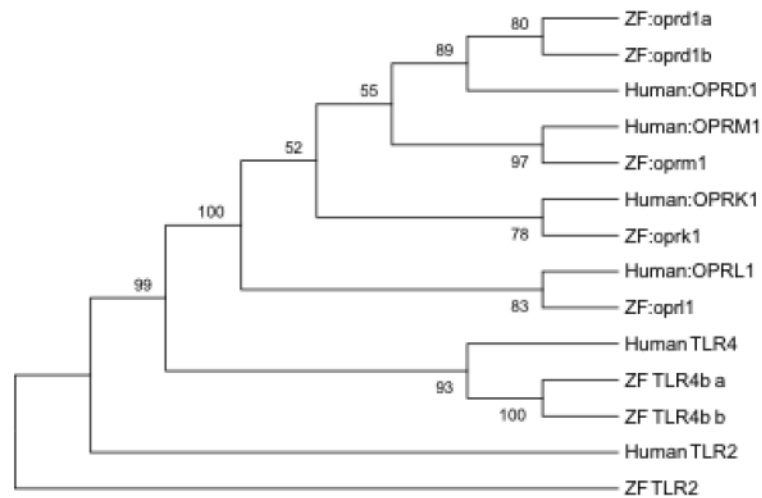 80
ZF:oprd1a
89
ZF:oprd1b
55
Human:OPRD1
Human:OPRM1
52
97
ZF:oprm1
Human:OPRK1
100
78
ZF:oprk1
Human:OPRL1
99
83
ZF:oprl1
Human TLR4
93
ZF TLR4b a
100
ZF TLR4b b
Human TLR2
ZF TLR2